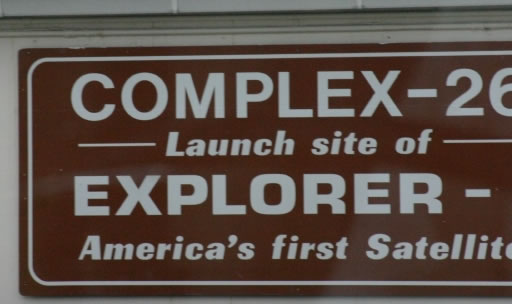 COMPLEX-26
Launch site of
EXPLORER -
America's first Satellite